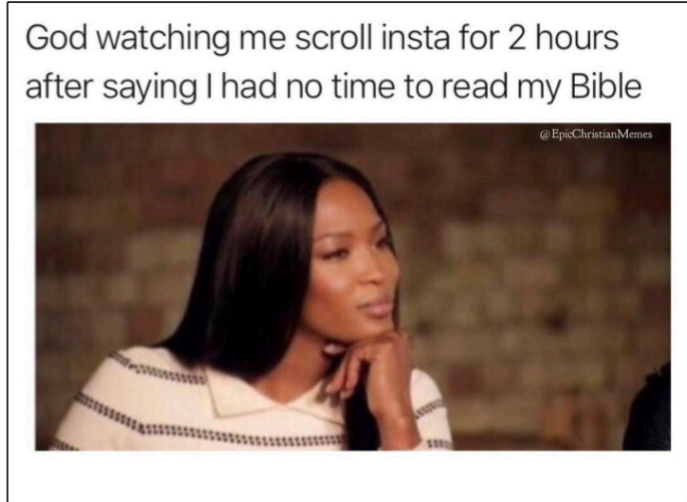 God watching me scroll insta for 2 hours
after saying I had no time to read my Bible
@EpicChristianMemes